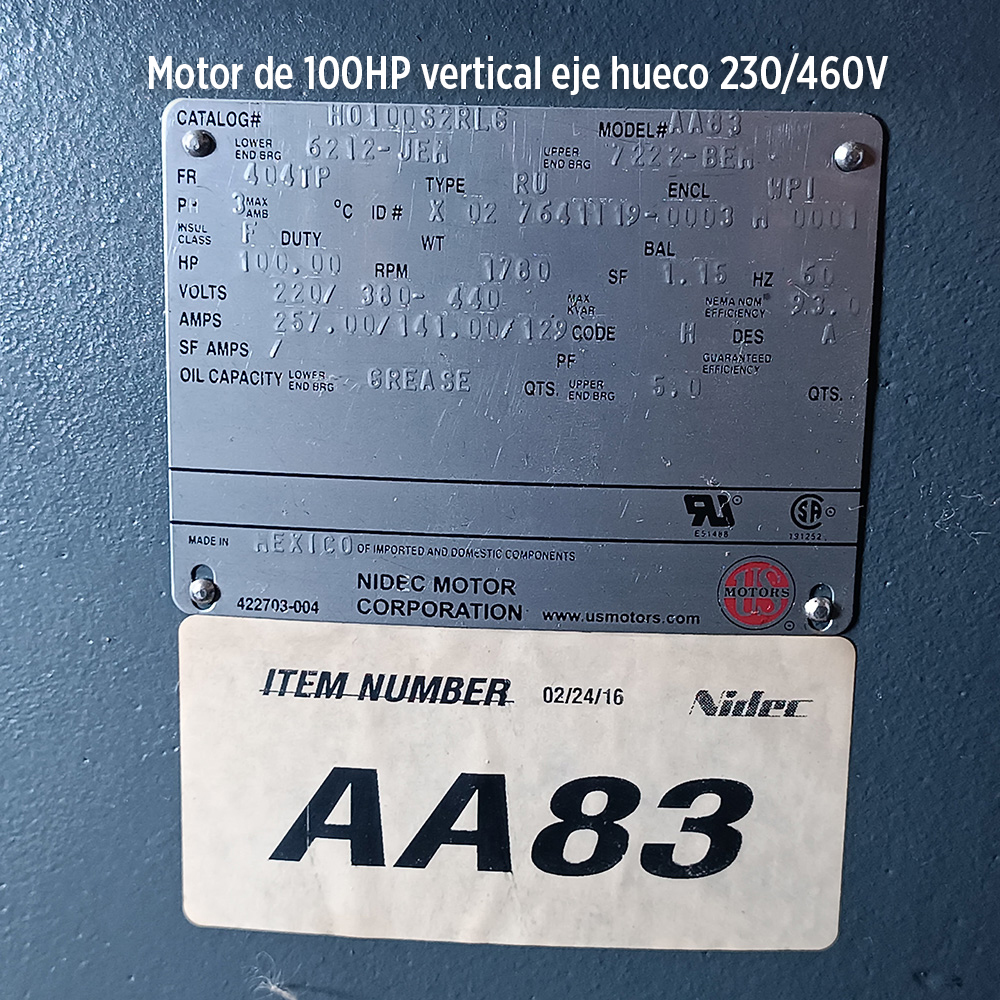 Motor de 100HP vertical eje hueco 230/460V
CATALOG# HO100S2RLG MODEL# AA83
LOWER END BRG 6212-JEM UPPER END BRG 7222-BEM
FR 404TP TYPE RU ENCL WPI
PH 3 MAX AMB °C ID# X 02 7641119-0003 M 0001
INSUL CLASS F DUTY WT BAL
HP 100.00 RPM 1780 SF 1.15 HZ 60
VOLTS 220/ 380- 440 MAX KVAR NEMA NOM EFFICIENCY 93.0
AMPS 257.00/141.00/129 CODE H DES A
SF AMPS / PF GUARANTEED EFFICIENCY
OIL CAPACITY LOWER END BRG GREASE QTS. UPPER END BRG 5.0 QTS.
E51488 SA 191252
MADE IN MEXICO OF IMPORTED AND DOMESTIC COMPONENTS
NIDEC MOTOR
422703-004 CORPORATION www.usmotors.com US MOTORS
ITEM NUMBER 02/24/16 Nidec
AA83